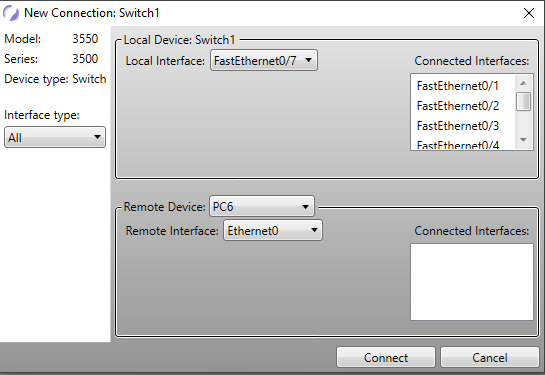 New Connection: Switch1
Model: 3550
Series: 3500
Device type: Switch
Interface type:
All
Local Device: Switch1
Local Interface: FastEthernet0/7
Connected Interfaces:
FastEthernet0/1
FastEthernet0/2
FastEthernet0/3
FastEthernet0/4
Remote Device: PC6
Remote Interface: Ethernet0
Connected Interfaces:
Connect
Cancel